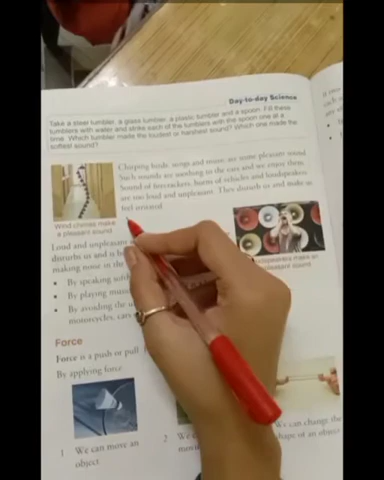 Day-to-day Science
Take a steel tumbler, a glass tumbler, a plastic tumbler and a spoon. Fill these
tumblers with water and strike each of the tumblers with the spoon one at a
time. Which tumbler made the loudest or harshest sound? Which one made the
softest sound?
Chirping birds, songs and music are some pleasant sound
Such sounds are soothing to the ears and we enjoy them.
Sound of firecrackers, horns of vehicles and loudspeakers
are too loud and unpleasant. They disturb us and make us
feel irritated.
Wind chimes make
a pleasant sound
Loudspeakers make an
unpleasant sound
Loud and unpleasant
disturbs us and is
making noise in the
• By speaking
• By playing
• By avoiding the
motorcycles, cars
Force
Force is a push or pull
By applying force
1 We can move an
object
2 We
We can change the
shape of an object